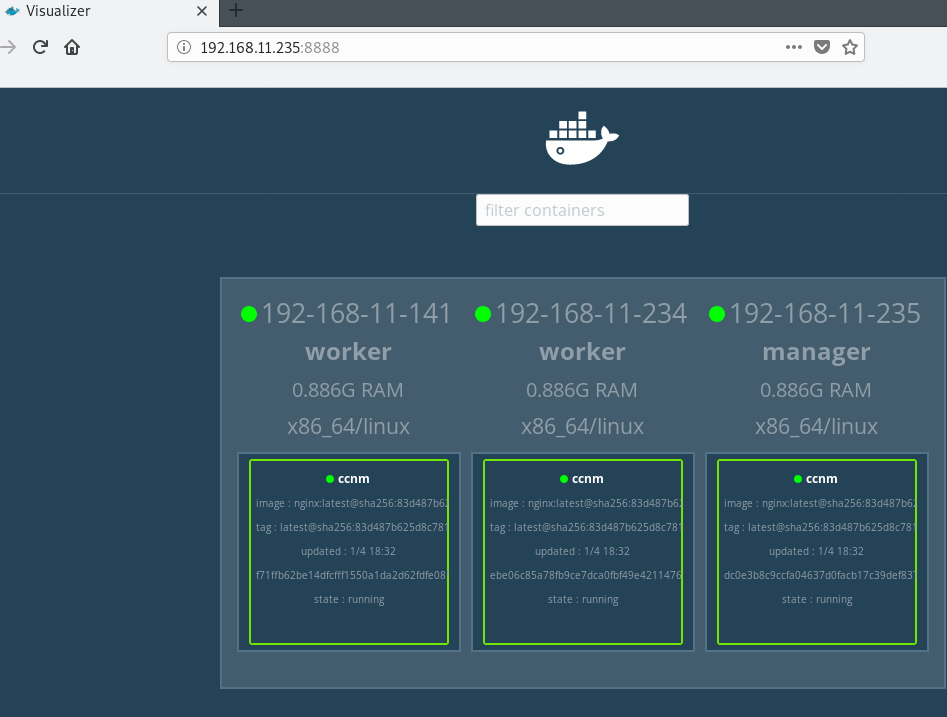 Visualizer
192.168.11.235:8888
filter containers
192-168-11-141
worker
0.886G RAM
x86_64/linux
ccnm
image : nginx:latest@sha256:83d487b62
tag : latest@sha256:83d487b625d8c781
updated : 1/4 18:32
f71ffb62be14dfcfff1550a1da2d62fdfe08
state : running
192-168-11-234
worker
0.886G RAM
x86_64/linux
ccnm
image : nginx:latest@sha256:83d487b62
tag : latest@sha256:83d487b625d8c781
updated : 1/4 18:32
ebe06c85a78fb9ce7dca0fbf49e4211476
state : running
192-168-11-235
manager
0.886G RAM
x86_64/linux
ccnm
image : nginx:latest@sha256:83d487b62
tag : latest@sha256:83d487b625d8c781
updated : 1/4 18:32
dc0e3b8c9ccfa04637d0facb17c39def837
state : running